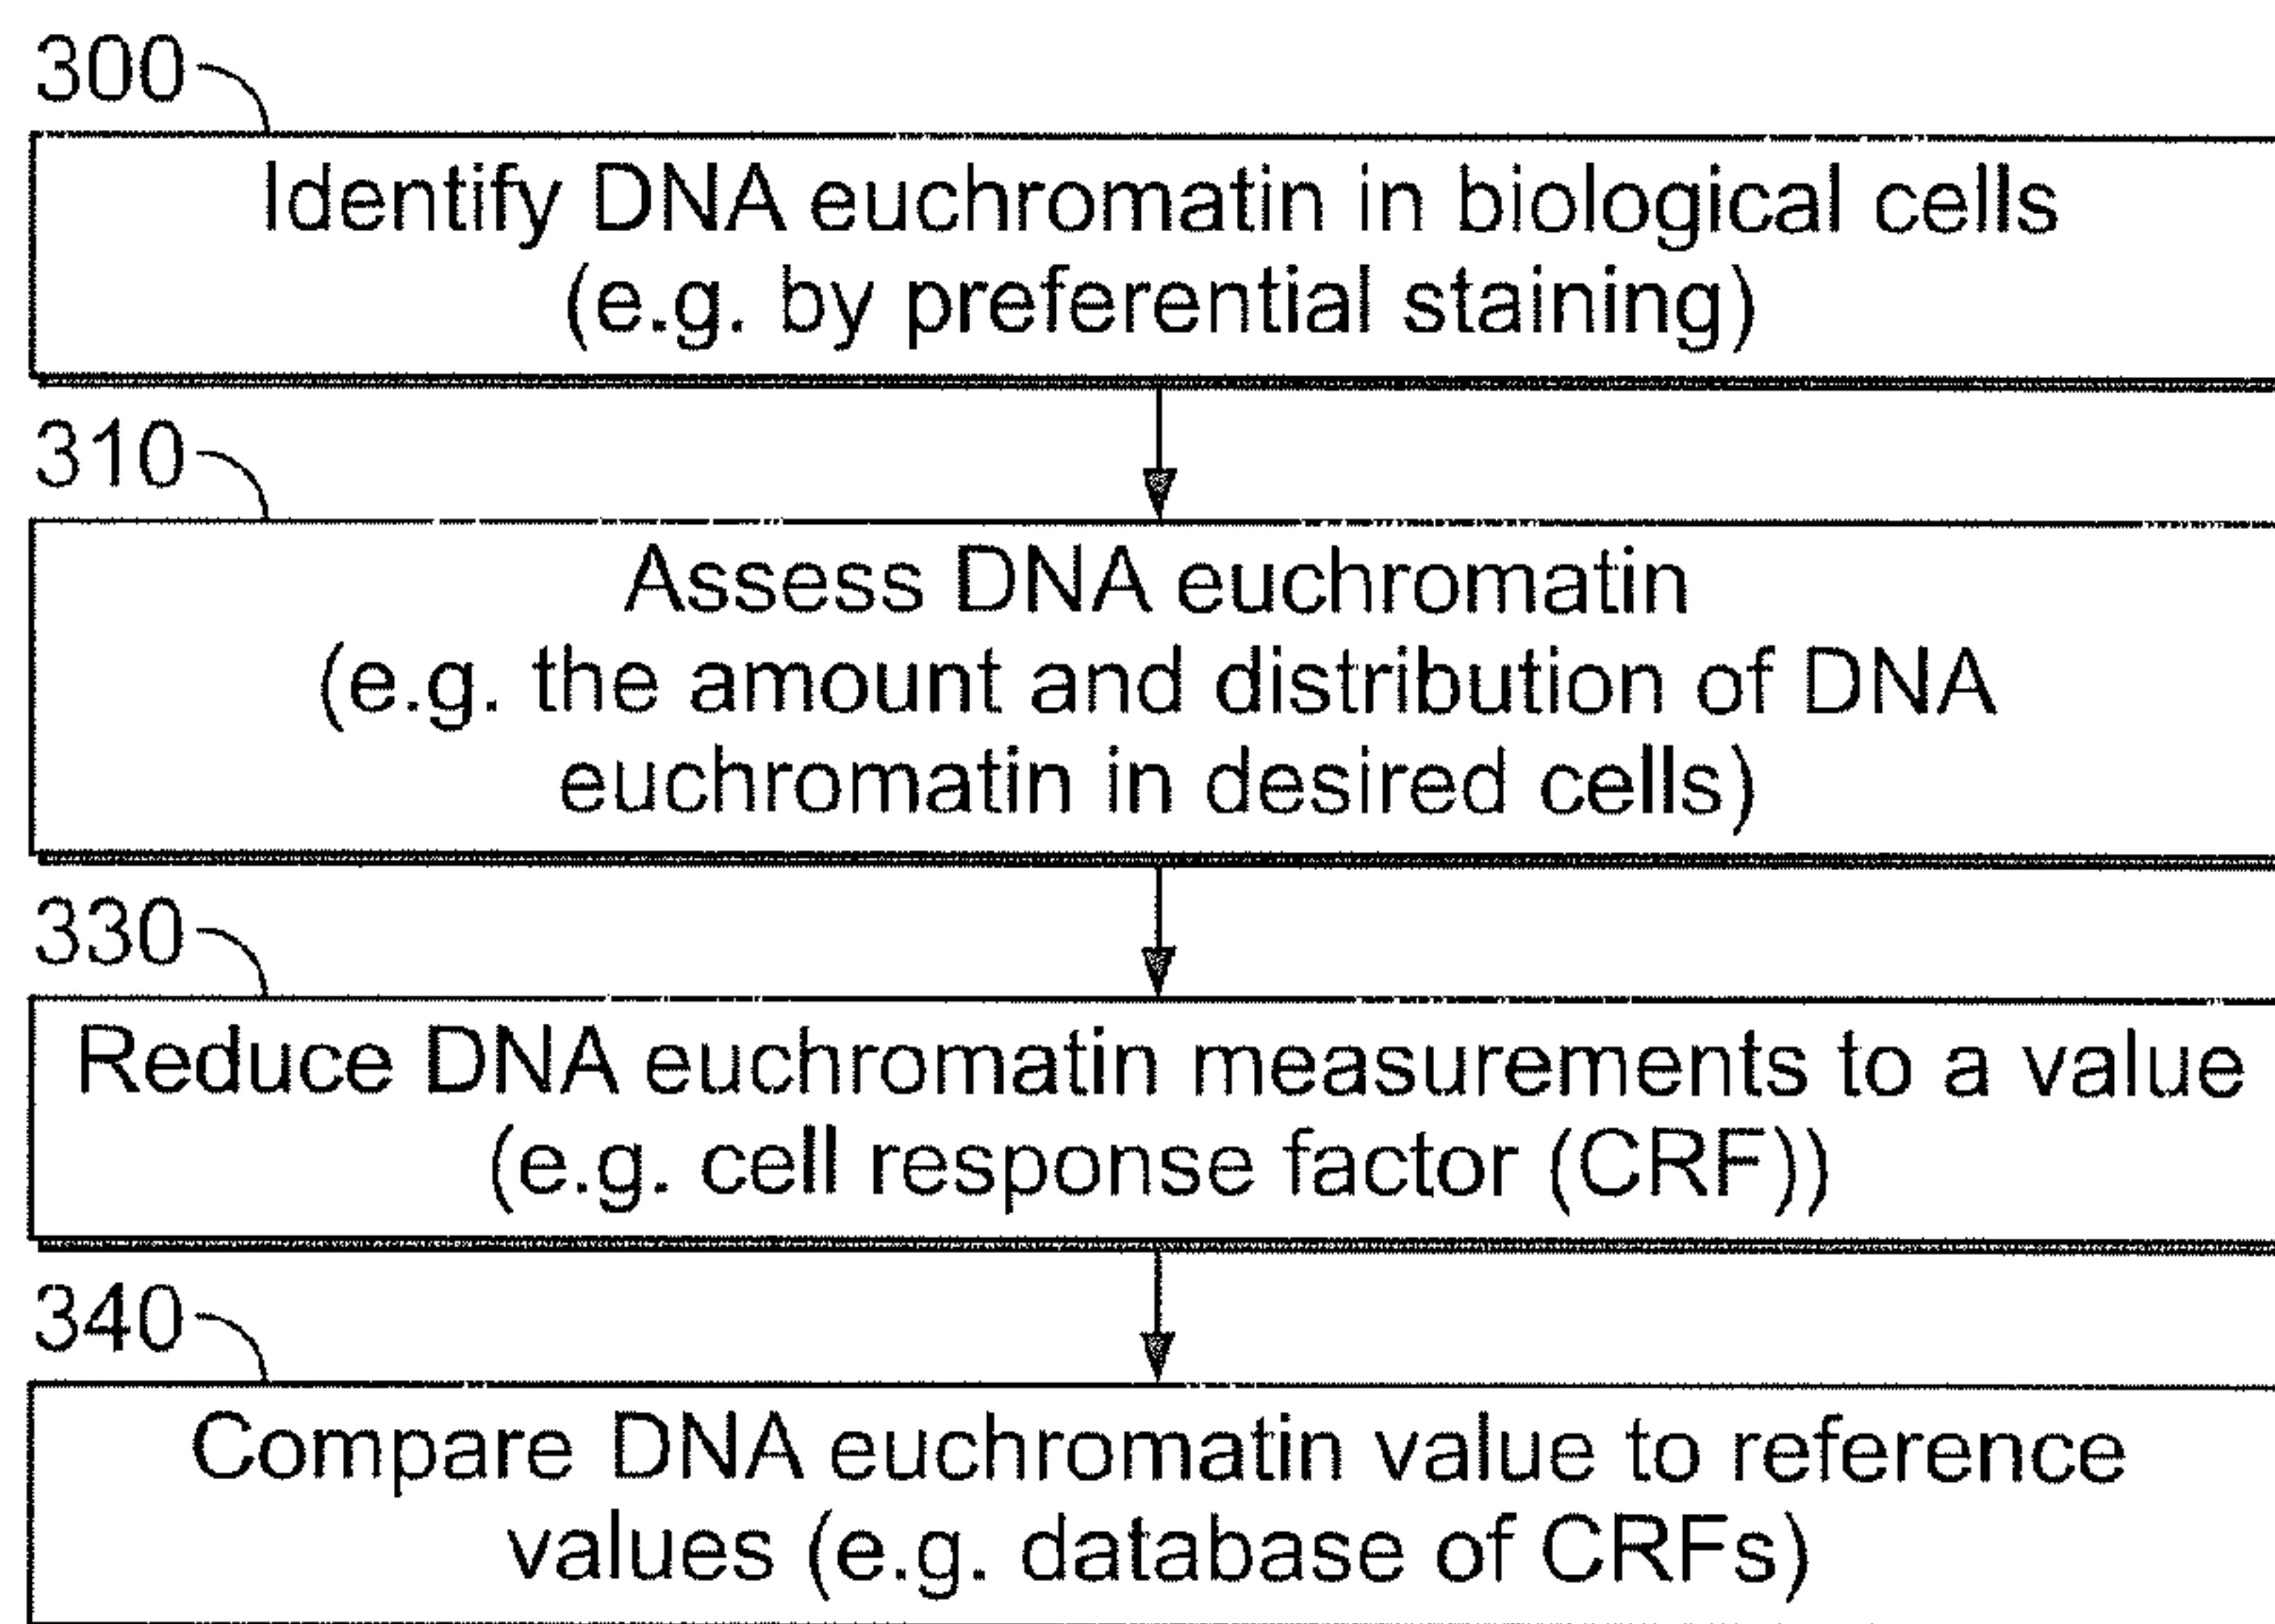 300
Identify DNA euchromatin in biological cells
(e.g. by preferential staining)
310
Assess DNA euchromatin
(e.g. the amount and distribution of DNA
euchromatin in desired cells)
330
Reduce DNA euchromatin measurements to a value
(e.g. cell response factor (CRF))
340
Compare DNA euchromatin value to reference
values (e.g. database of CRFs)